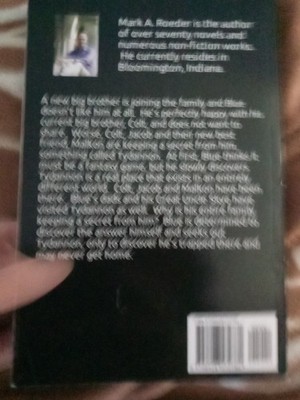 Mark A. Roeder is the author
of over seventy novels and
numerous non-fiction works.
He currently resides in
Bloomington, Indiana.
A new big brother is joining the family and Blue
doesn't like him at all. He's perfectly happy with his
current big brother, Colt, and does not want to
share. Worse, Colt, Jacob and their new best
friend, Malkon, are keeping a secret from him,
something called Tydannon. At first, Blue thinks it
must be a fantasy game, but he slowly discovers
Tydannon is a real place that exists in an entirely
different world. Colt, Jacob and Malkon have been
there. Blue's dads and his Great Uncle Skye have
visited Tydannon as well. Why is his entire family
keeping a secret from him? Blue is determined to
discover the answer himself and seeks out
Tydannon, only to discover he's trapped there and
may never get home.